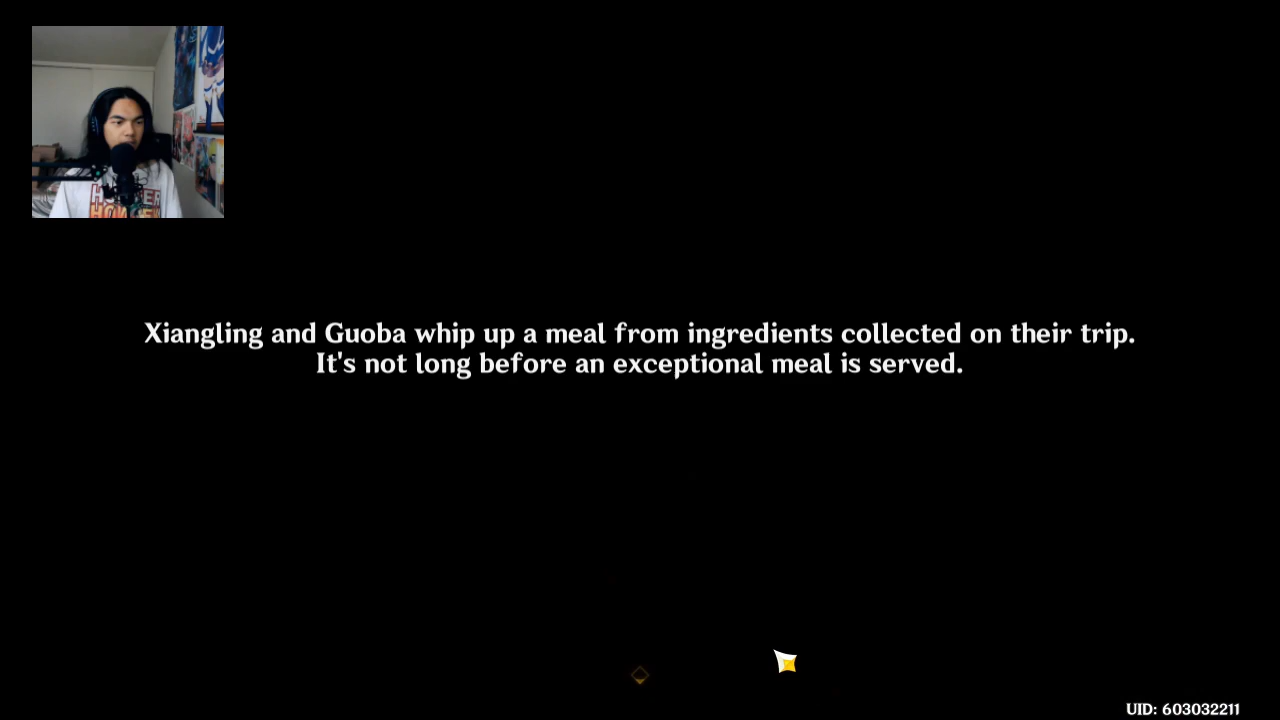 Xiangling and Guoba whip up a meal from ingredients collected on their trip.
It's not long before an exceptional meal is served.
UID: 603032211